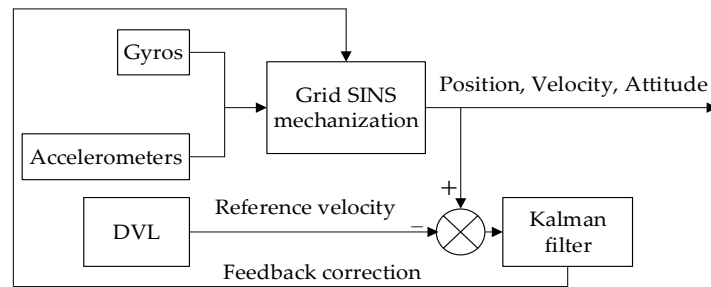 Gyros
Accelerometers
Grid SINS
mechanization
Position, Velocity, Attitude
+
DVL
Reference velocity
−
Kalman
filter
Feedback correction